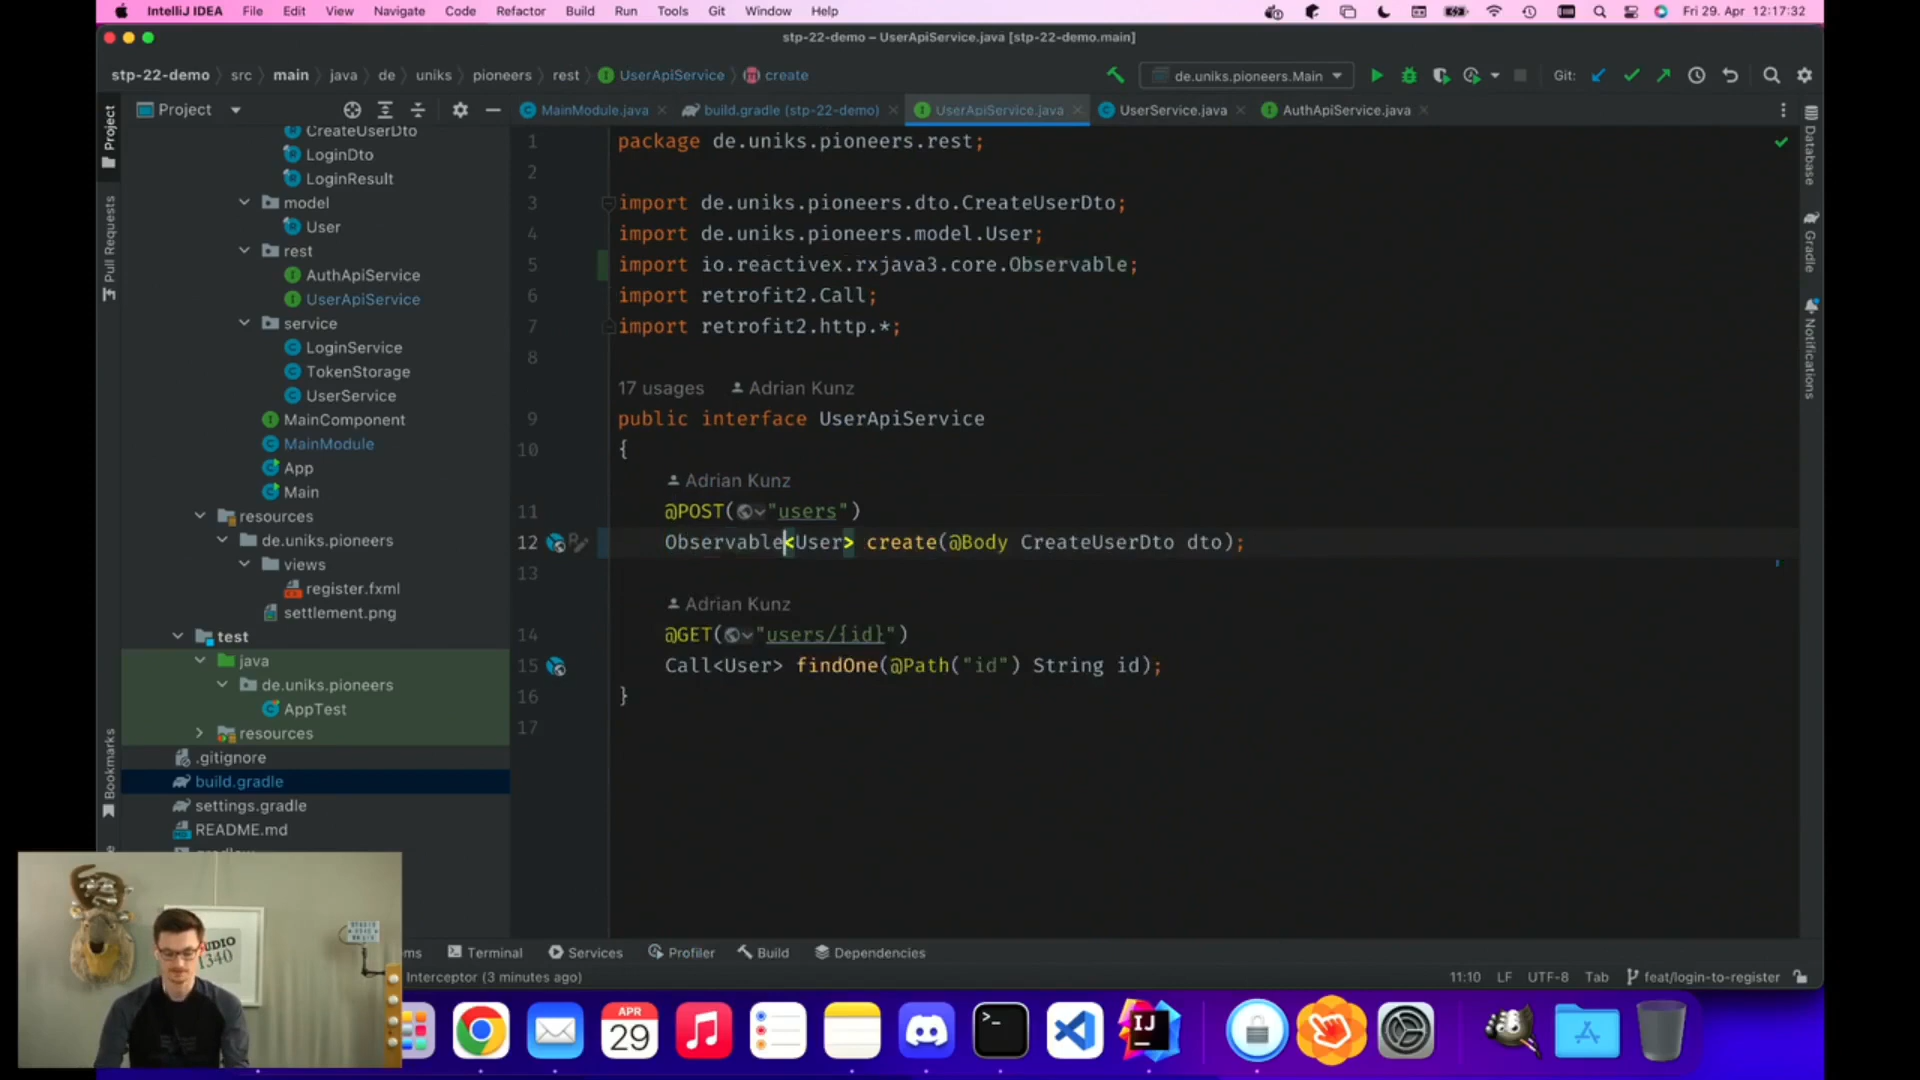 IntelliJ IDEA File Edit View Navigate Code Refactor Build Run Tools Git Window Help Fri 29. Apr 12:17:32
stp-22-demo – UserApiService.java [stp-22-demo.main]
stp-22-demo src main java de uniks pioneers rest UserApiService create de.uniks.pioneers.Main Git:
Project MainModule.java build.gradle (stp-22-demo) UserApiService.java UserService.java AuthApiService.java
Project
Pull Requests
Bookmarks
CreateUserDto
LoginDto
LoginResult
model
User
rest
AuthApiService
UserApiService
service
LoginService
TokenStorage
UserService
MainComponent
MainModule
App
Main
resources
de.uniks.pioneers
views
register.fxml
settlement.png
test
java
de.uniks.pioneers
AppTest
resources
.gitignore
build.gradle
settings.gradle
README.md
1 package de.uniks.pioneers.rest;
2
3 import de.uniks.pioneers.dto.CreateUserDto;
4 import de.uniks.pioneers.model.User;
5 import io.reactivex.rxjava3.core.Observable;
6 import retrofit2.Call;
7 import retrofit2.http.*;
8
17 usages Adrian Kunz
9 public interface UserApiService
10 {
Adrian Kunz
11 @POST("users")
12 Observable<User> create(@Body CreateUserDto dto);
13
Adrian Kunz
14 @GET("users/{id}")
15 Call<User> findOne(@Path("id") String id);
16 }
17
Database
Gradle
Notifications
ms Terminal Services Profiler Build Dependencies
Interceptor (3 minutes ago) 11:10 LF UTF-8 Tab feat/login-to-register
UDIO
1340
APR
29
IJ